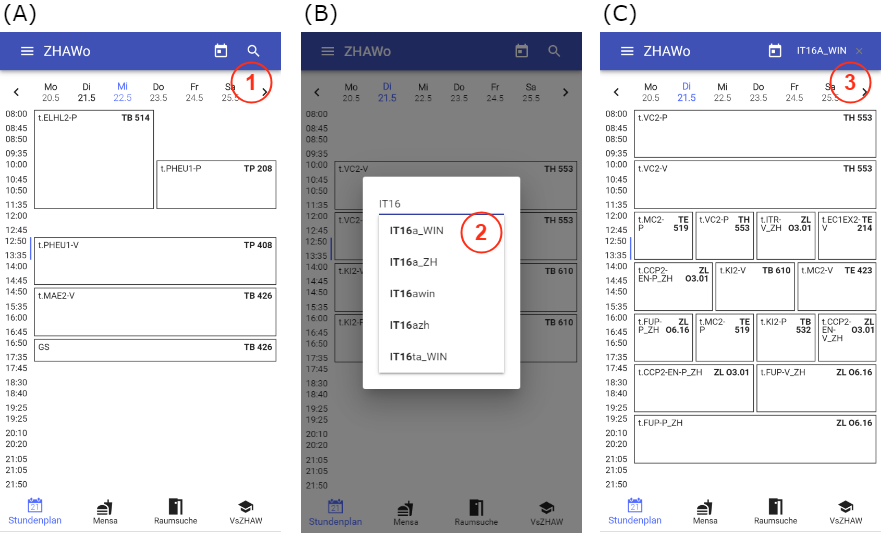 (A)
ZHAWo
1
Mo Di Mi Do Fr Sa
20.5 21.5 22.5 23.5 24.5 25.5
08:00
08:45
08:50
09:35
10:00
10:45
10:50
11:35
12:00
12:45
12:50
13:35
14:00
14:45
14:50
15:35
16:00
16:45
16:50
17:35
17:45
18:30
18:40
19:25
19:25
20:10
20:20
21:05
21:05
21:50
t.ELHL2-P TB 514
t.PHEU1-P TP 208
t.PHEU1-V TP 408
t.MAE2-V TB 426
GS TB 426
21
Stundenplan Mensa Raumsuche VsZHAW
(B)
ZHAWo
Mo Di Mi Do Fr Sa
20.5 21.5 22.5 23.5 24.5 25.5
08:00
08:45
08:50
09:35
10:00
10:45
10:50
11:35
12:00
12:45
12:50
13:35
14:00
14:45
14:50
15:35
16:00
16:45
16:50
17:35
17:45
18:30
18:40
19:25
19:25
20:10
20:20
21:05
21:05
21:50
t.VC2-V TH 553
t.VC2- TH 553
t.KI2-V TB 610
t.KI2-P TB 610
IT16
2
IT16a_WIN
IT16a_ZH
IT16awin
IT16azh
IT16ta_WIN
21
Stundenplan Mensa Raumsuche VsZHAW
(C)
ZHAWo IT16A_WIN ×
3
Mo Di Mi Do Fr Sa
20.5 21.5 22.5 23.5 24.5 25.5
08:00
08:45
08:50
09:35
10:00
10:45
10:50
11:35
12:00
12:45
12:50
13:35
14:00
14:45
14:50
15:35
16:00
16:45
16:50
17:35
17:45
18:30
18:40
19:25
19:25
20:10
20:20
21:05
21:05
21:50
t.VC2-P TH 553
t.VC2-V TH 553
t.MC2- TE
P 519
t.VC2-P TH
553
t.ITR- ZL
V_ZH O3.01
t.EC1EX2- TE
V 214
t.CCP2- ZL
EN-P_ZH O3.01
t.KI2-V TB 610
t.MC2-V TE 423
t.FUP- ZL
P_ZH O6.16
t.MC2- TE
P 519
t.KI2-P TB
532
t.CCP2- ZL
EN- O3.01
V_ZH
t.CCP2-EN-P_ZH ZL O3.01
t.FUP-V_ZH ZL O6.16
t.FUP-P_ZH ZL O6.16
21
Stundenplan Mensa Raumsuche VsZHAW